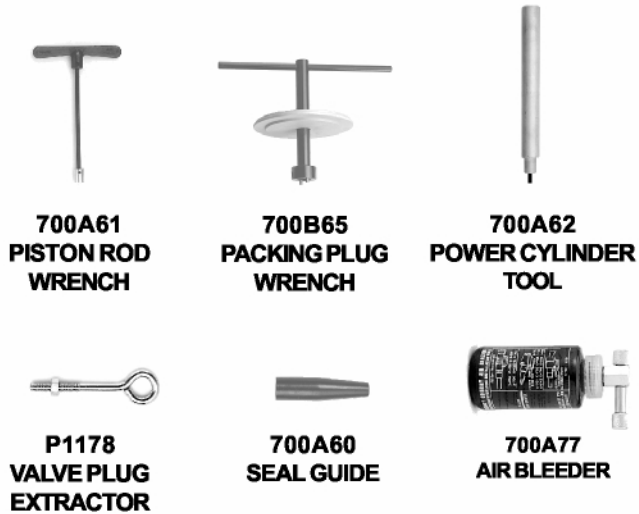 700A61
PISTON ROD
WRENCH
700B65
PACKING PLUG
WRENCH
700A62
POWER CYLINDER
TOOL
P1178
VALVE PLUG
EXTRACTOR
700A60
SEAL GUIDE
700A77
AIR BLEEDER